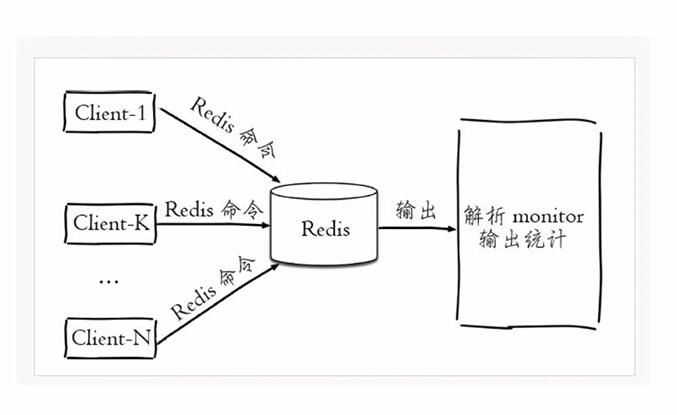 Client-1
Redis 命令
Client-K
Redis 命令
Redis
输出
解析 monitor
输出统计
...
Redis 命令
Client-N